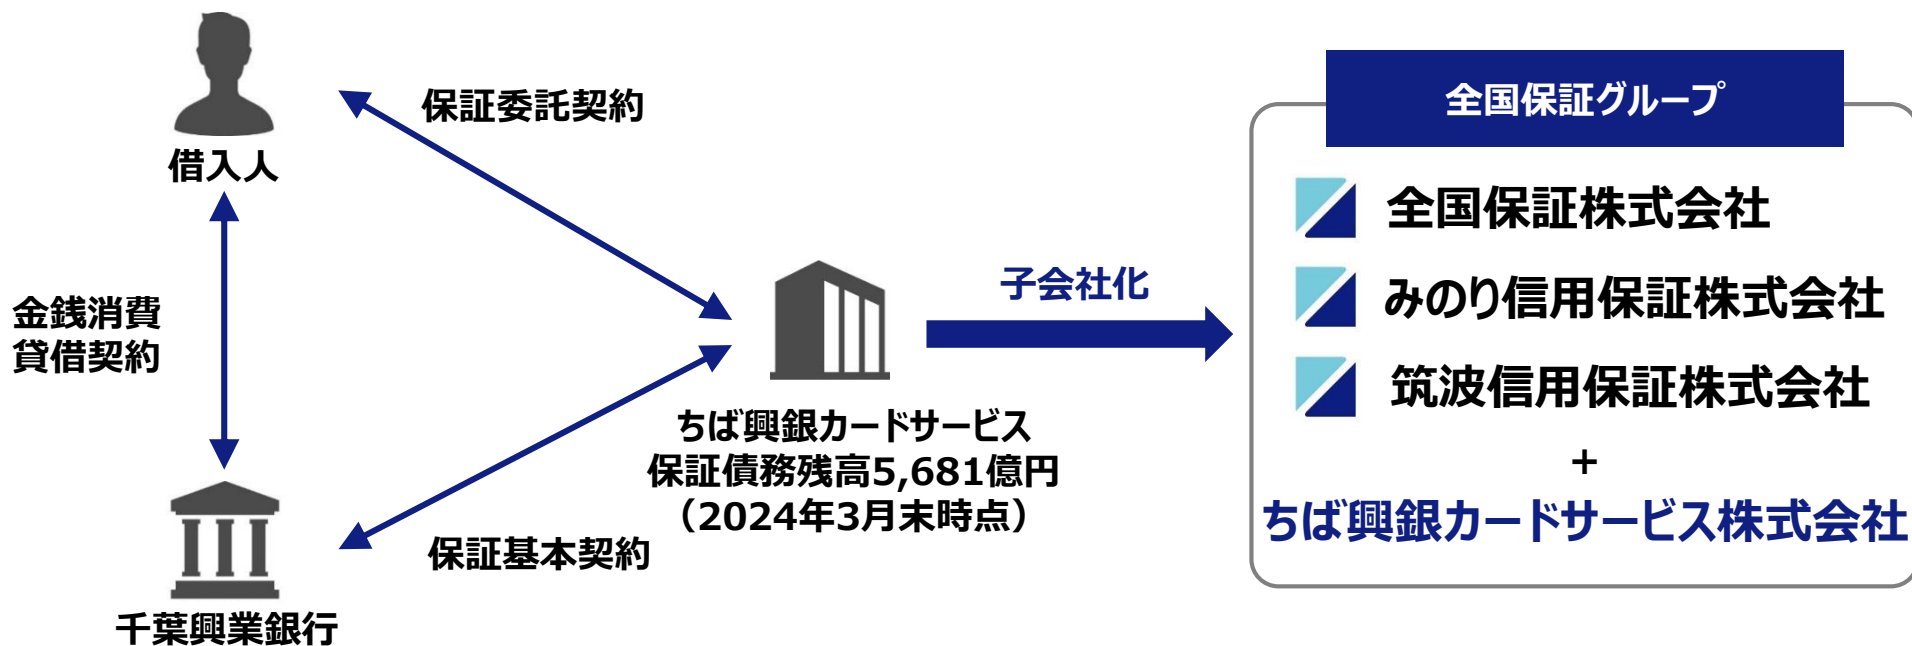 借入人
保証委託契約
金銭消費
貸借契約
千葉興業銀行
保証基本契約
ちば興銀カードサービス
保証債務残高5,681億円
（2024年3月末時点）
子会社化
全国保証グループ
全国保証株式会社
みのり信用保証株式会社
筑波信用保証株式会社
+
ちば興銀カードサービス株式会社